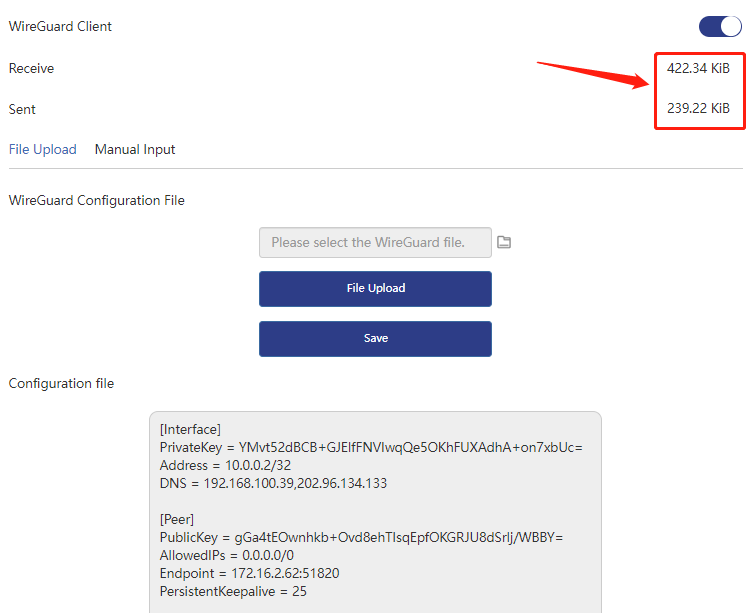 WireGuard Client
Receive 422.34 KiB
Sent 239.22 KiB
File Upload Manual Input
WireGuard Configuration File
Please select the WireGuard file.
File Upload
Save
Configuration file
[Interface]
PrivateKey = YMvt52dBCB+GJEIfFNVIwqQe5OKhFUXAdhA+on7xbUc=
Address = 10.0.0.2/32
DNS = 192.168.100.39,202.96.134.133
[Peer]
PublicKey = gGa4tEOwnhkb+Ovd8ehTIsqEpfOKGRJU8dSrIj/WBBY=
AllowedIPs = 0.0.0.0/0
Endpoint = 172.16.2.62:51820
PersistentKeepalive = 25